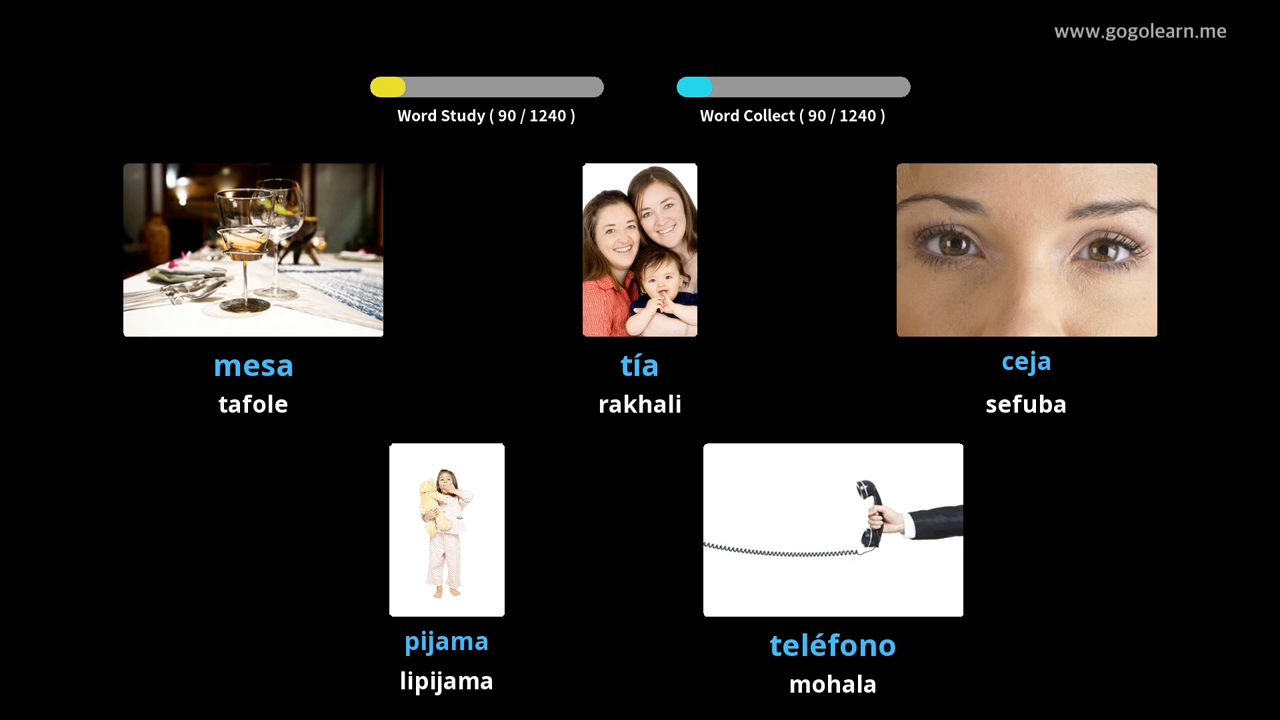 www.gogolearn.me
Word Study ( 90 / 1240 )
Word Collect ( 90 / 1240 )
mesa
tafole
tía
rakhali
ceja
sefuba
pijama
lipijama
teléfono
mohala